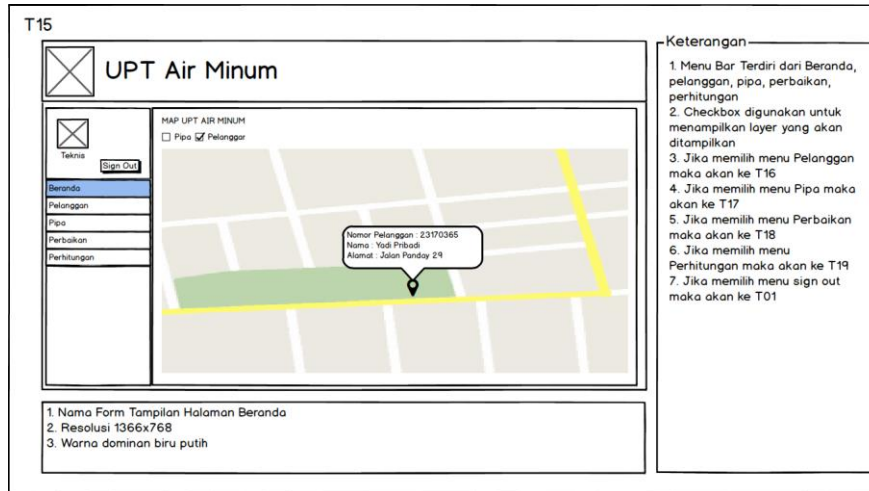 T15
UPT Air Minum
Teknis
Sign Out
Beranda
Pelanggan
Pipa
Perbaikan
Perhitungan
MAP UPT AIR MINUM
Pipa Pelanggar
Nomor Pelanggan : 23170365
Nama : Yadi Pribadi
Alamat : Jalan Panday 29
1. Nama Form Tampilan Halaman Beranda
2. Resolusi 1366x768
3. Warna dominan biru putih
Keterangan
1. Menu Bar Terdiri dari Beranda,
pelanggan, pipa, perbaikan,
perhitungan
2. Checkbox digunakan untuk
menampilkan layer yang akan
ditampilkan
3. Jika memilih menu Pelanggan
maka akan ke T16
4. Jika memilih menu Pipa maka
akan ke T17
5. Jika memilih menu Perbaikan
maka akan ke T18
6. Jika memilih menu
Perhitungan maka akan ke T19
7. Jika memilih menu sign out
maka akan ke T01